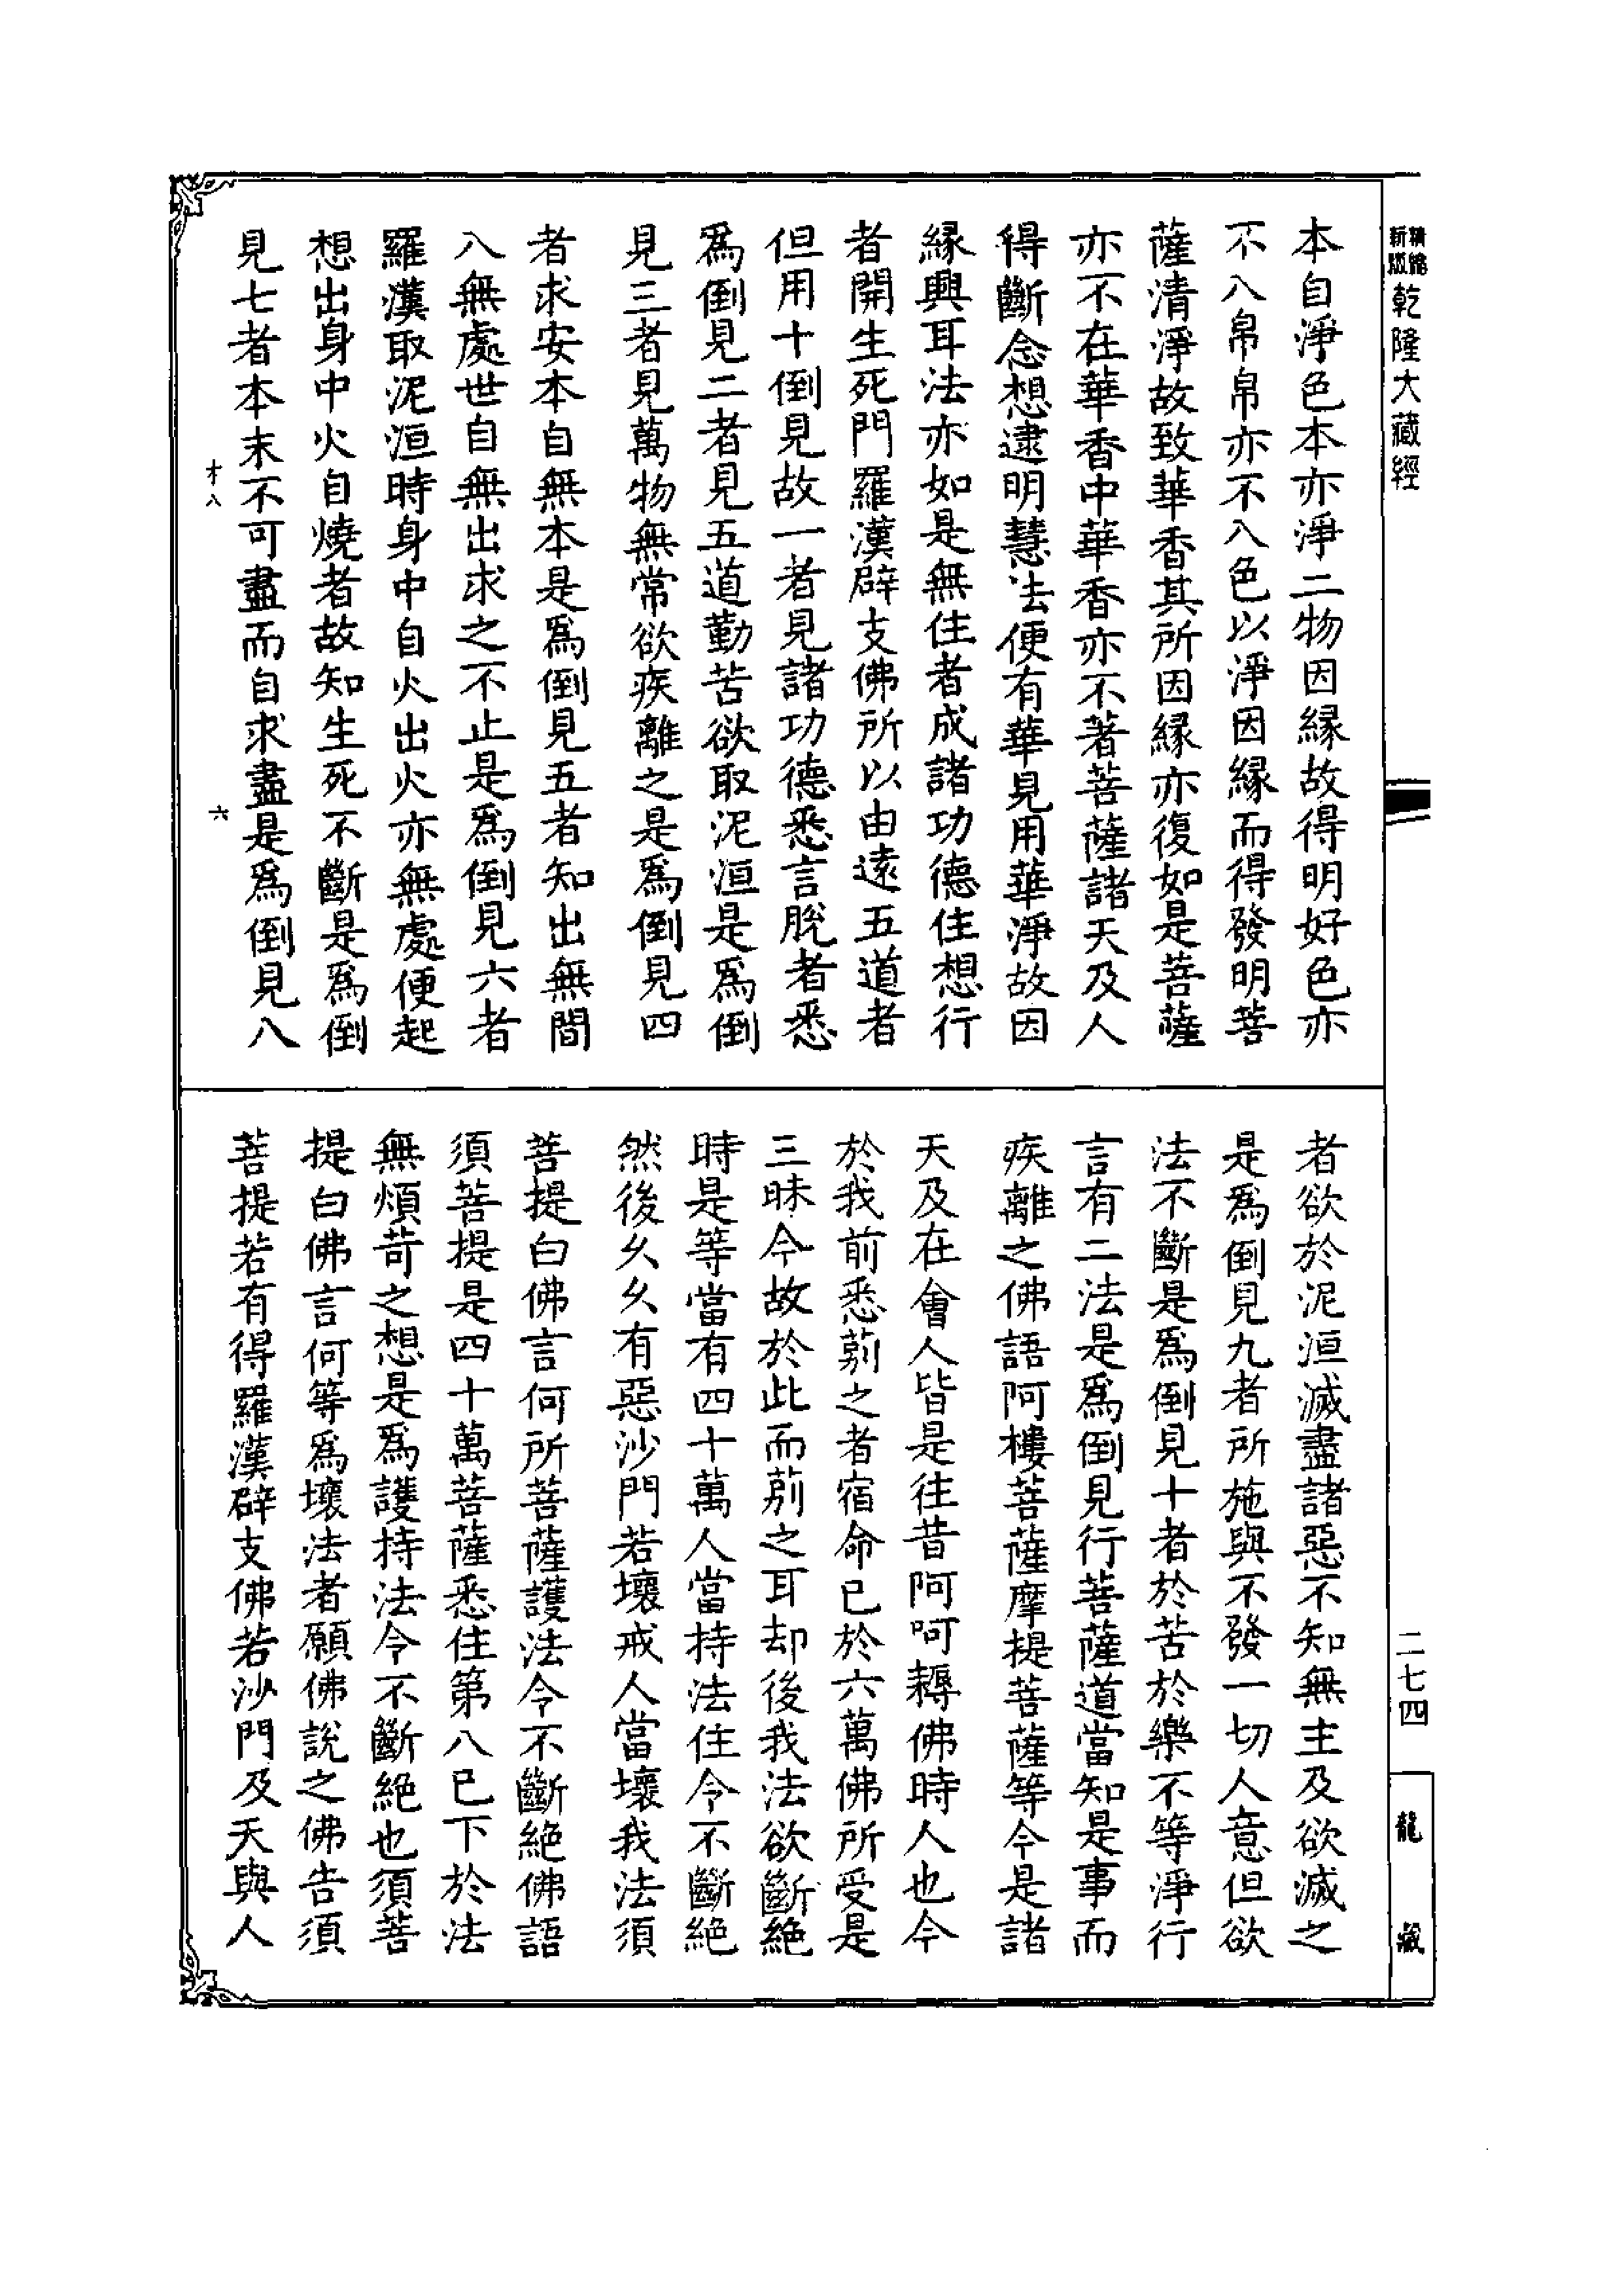 新版精縮乾隆大藏經
本自淨色本亦淨二物因緣故得明好色亦
不入帛帛亦不入色以淨因緣而得發明菩
薩清淨故致華香其所因緣亦復如是菩薩
亦不在華香中華香亦不著菩薩諸天及人
得斷念想逮明慧法便有華見用華淨故因
緣興耳法亦如是無住者成諸功德住想行
者開生死門羅漢辟支佛所以由遠五道者
但用十倒見故一者見諸功德悉言脫者悉
為倒見二者見五道勤苦欲取泥洹是為倒
見三者見萬物無常欲疾離之是為倒見四
者求安本自無本是為倒見五者知出無間
入無處世自無出求之不止是為倒見六者
羅漢取泥洹時身中自火出火亦無處便起
想出身中火自燒者故知生死不斷是為倒
見七者本末不可盡而自求盡是為倒見八
才八
六
者欲於泥洹滅盡諸惡不知無主及欲滅之
是為倒見九者所施與不發一切人意但欲
法不斷是為倒見十者於苦於樂不等淨行
言有二法是為倒見行菩薩道當知是事而
疾離之佛語阿樓菩薩摩提菩薩等今是諸
天及在會人皆是往昔阿呵耨佛時人也今
於我前悉莂之者宿命已於六萬佛所受是
三昧今故於此而莂之耳却後我法欲斷絕
時是等當有四十萬人當持法住令不斷絕
然後久久有惡沙門若壞戒人當壞我法須
菩提白佛言何所菩薩護法令不斷絕佛語
須菩提是四十萬菩薩悉住第八已下於法
無煩苛之想是為護持法令不斷絕也須菩
提白佛言何等為壞法者願佛說之佛告須
菩提若有得羅漢辟支佛若沙門及天與人
二七四
龍藏